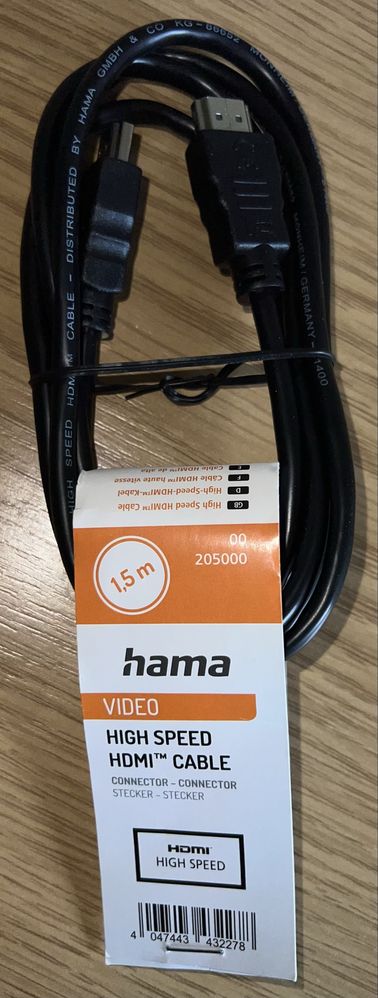 HIGH SPEED HDMI™ CABLE - DISTRIBUTED BY HAMA GMBH & CO KG - 86652 MONHEIM
MONHEIM/GERMANY
1400
Câble HDMI™ haute vitesse F
High-Speed-HDMI™-Kabel D
High Speed HDMI™ Cable GB
1,5 m
00
205000
hama
VIDEO
HIGH SPEED
HDMI™ CABLE
CONNECTOR – CONNECTOR
STECKER – STECKER
HDMI
HIGH SPEED
4 047443 432278